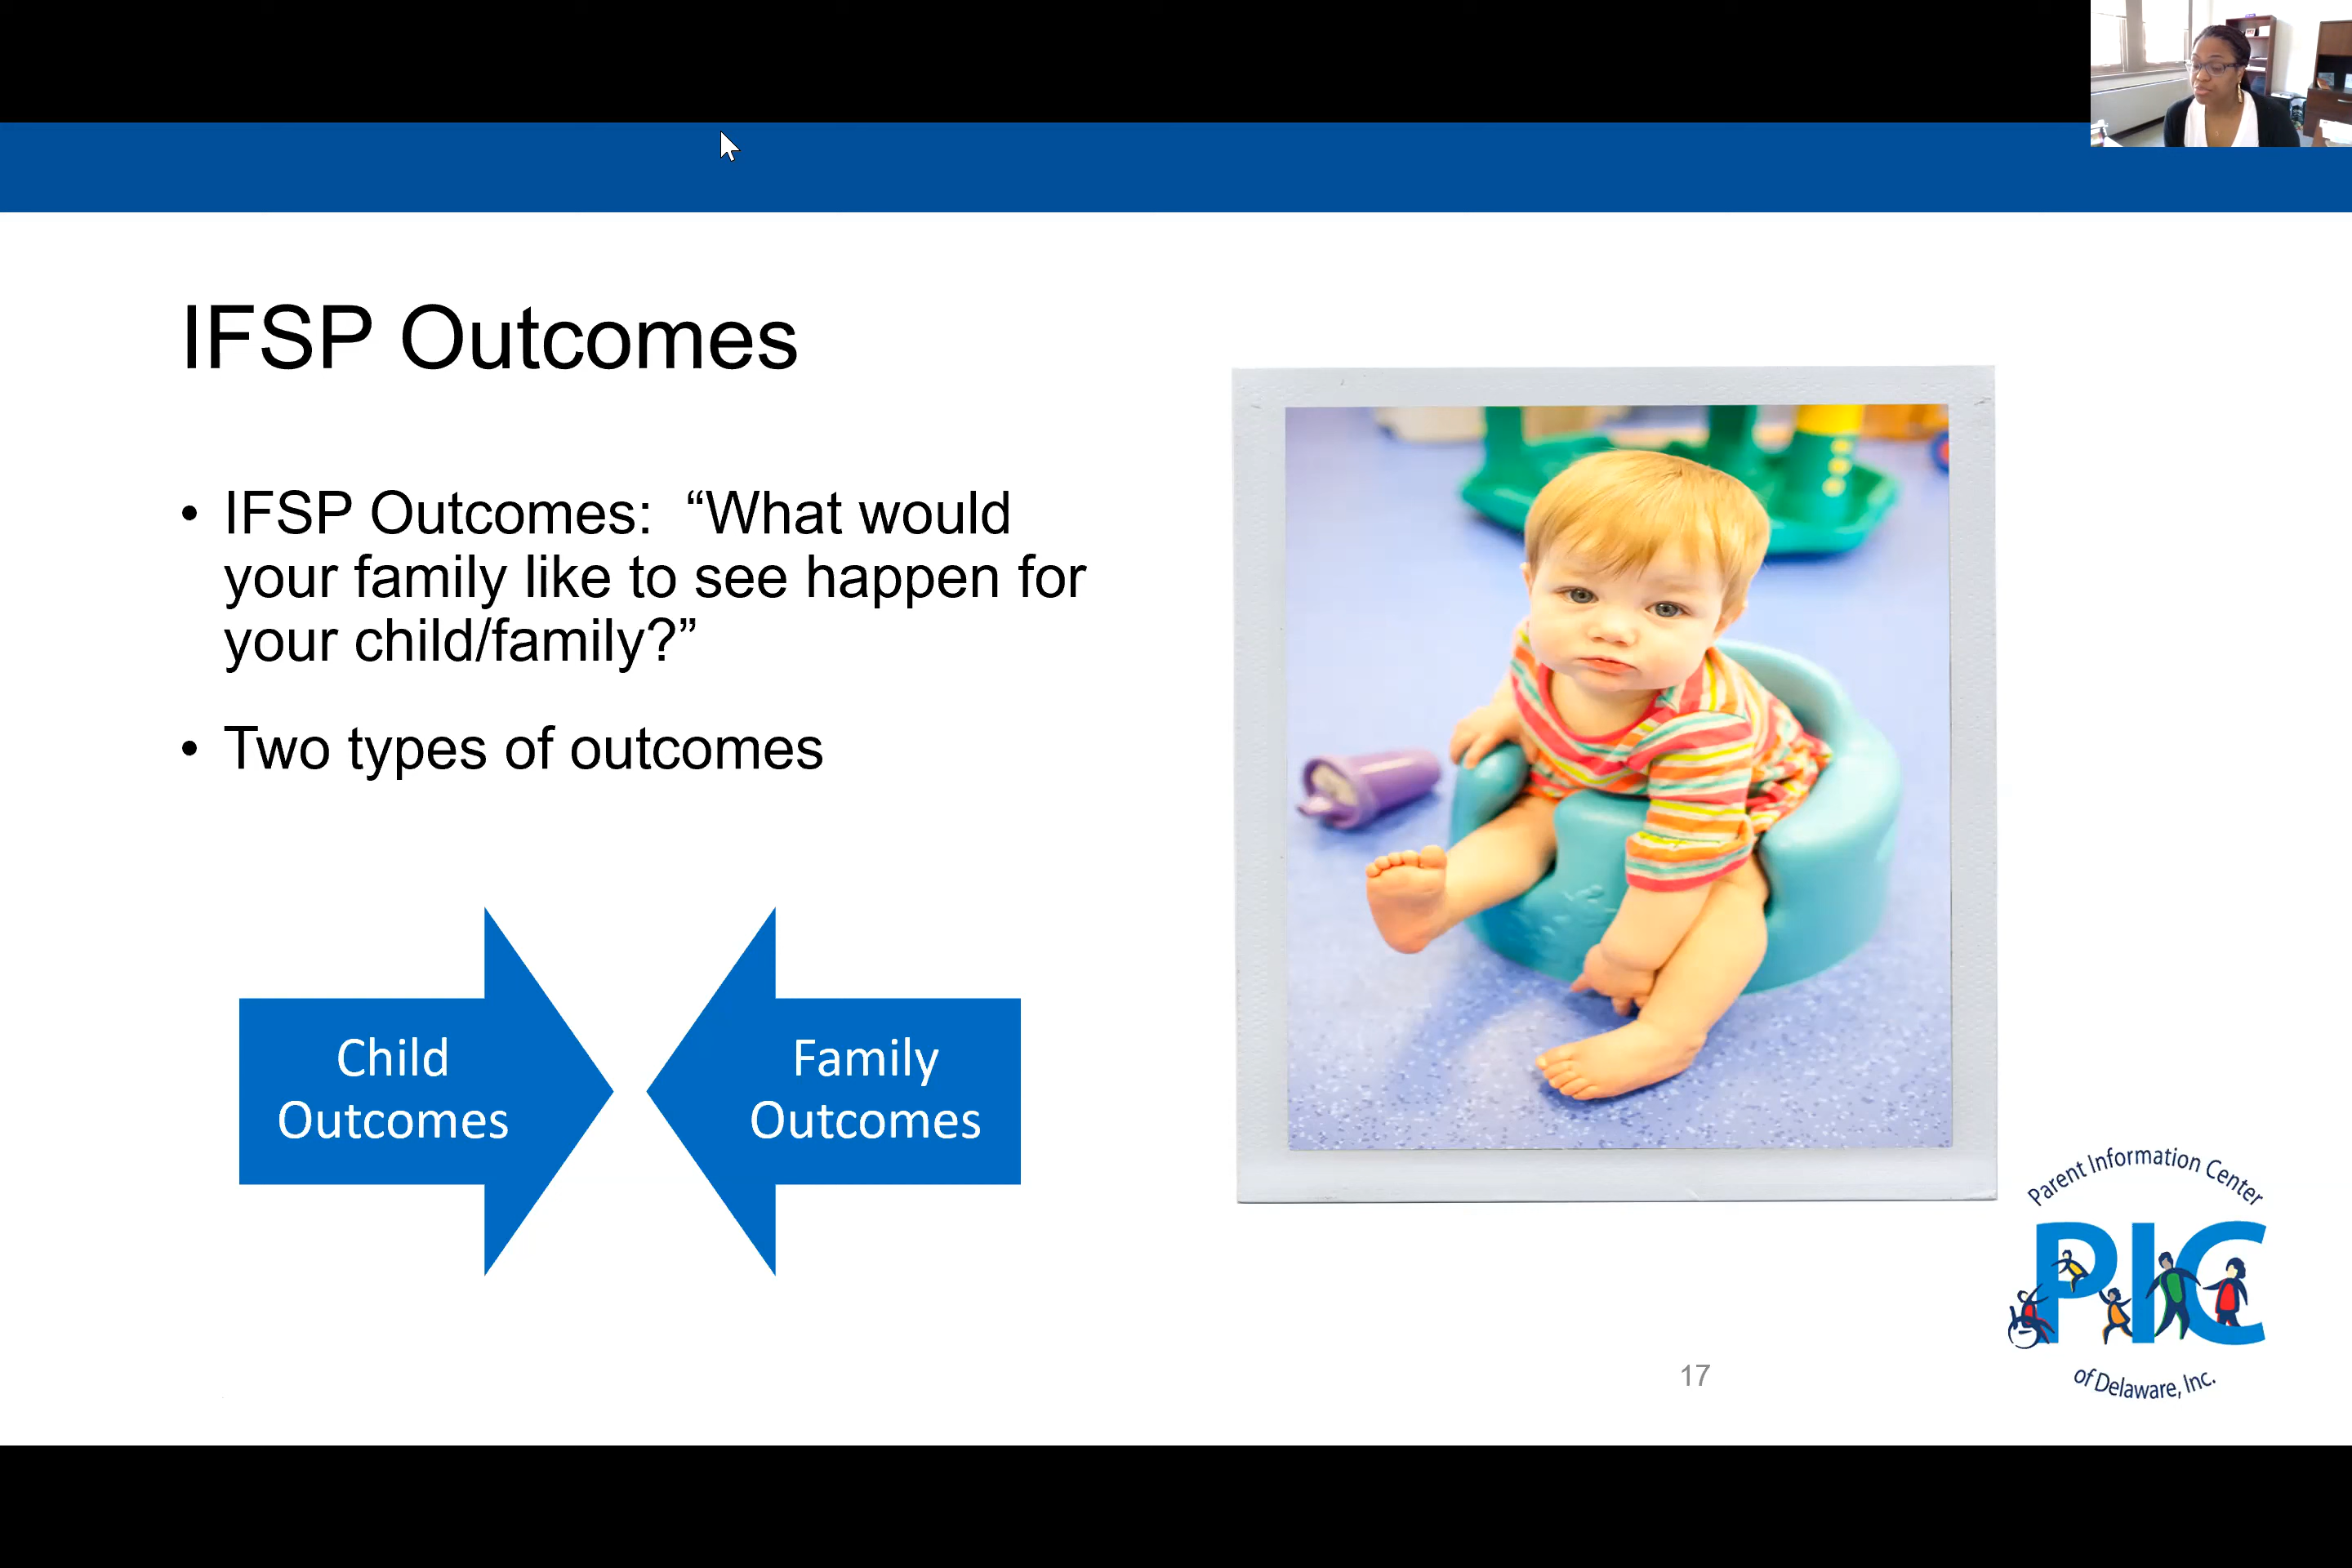 IFSP Outcomes
• IFSP Outcomes:  “What would
your family like to see happen for
your child/family?”
• Two types of outcomes
Child
Outcomes
Family
Outcomes
Parent Information Center
PIC
of Delaware, Inc.
17